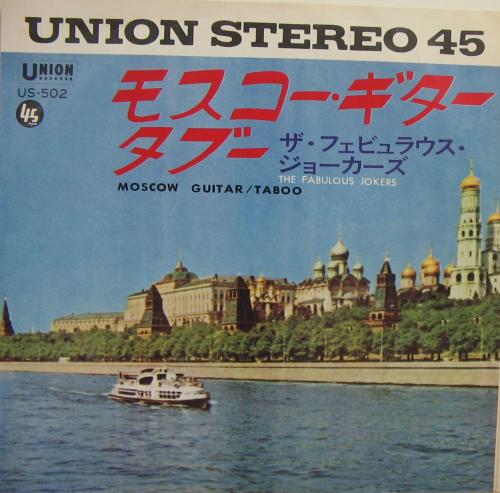 UNION STEREO 45
UNION
RECORDS
US-502
45
モスコー・ギター
タブー
ザ・フェビュラウス・
ジョーカーズ
THE FABULOUS JOKERS
MOSCOW GUITAR/TABOO